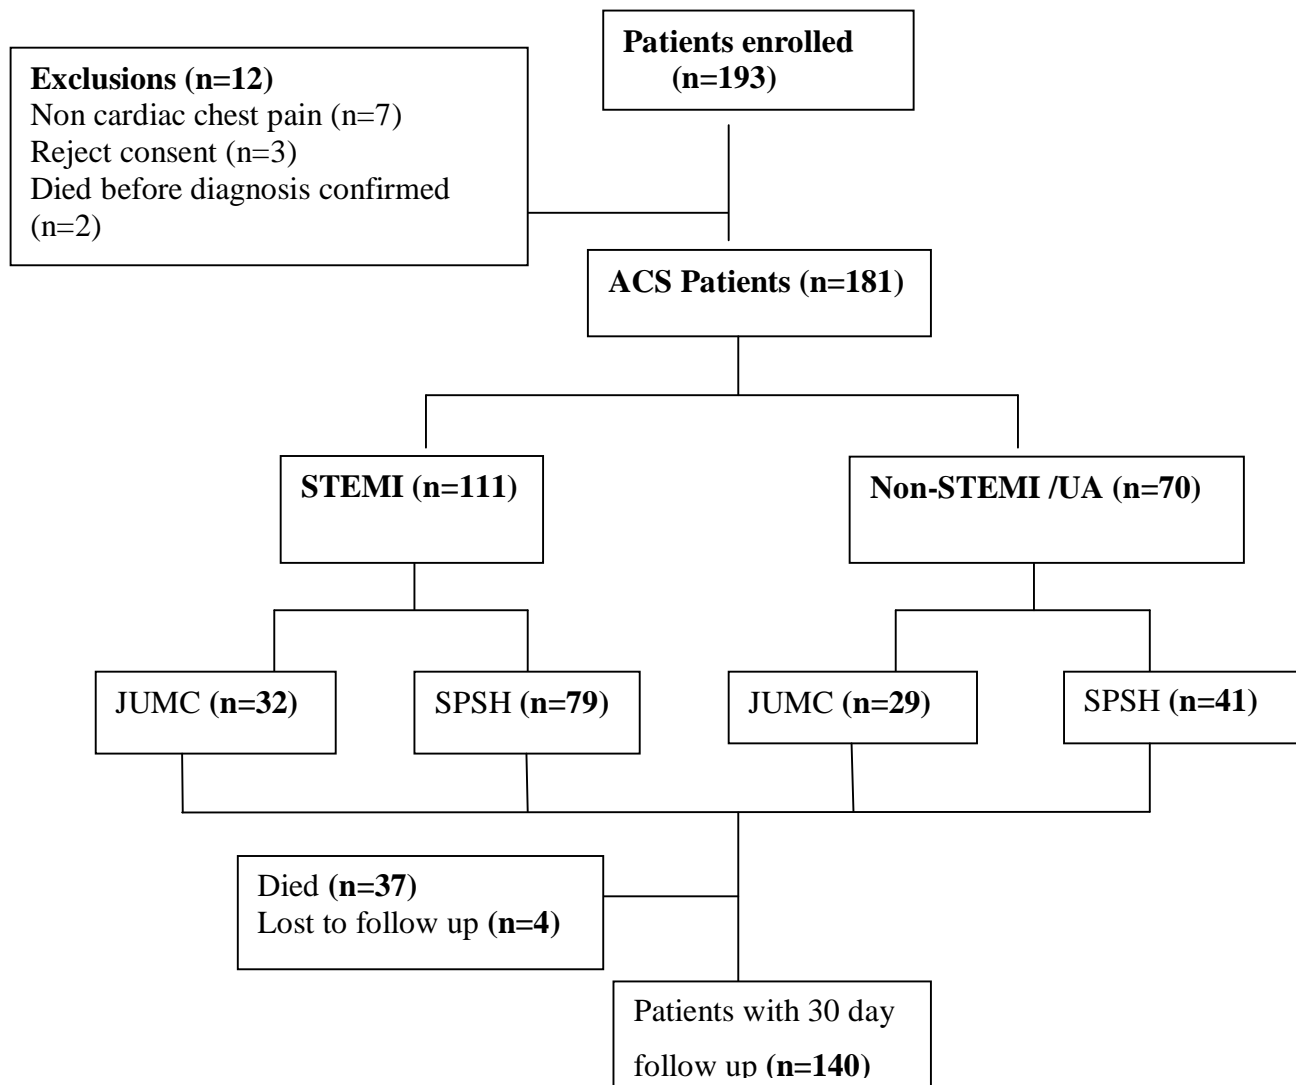 Patients enrolled
(n=193)
Exclusions (n=12)
Non cardiac chest pain (n=7)
Reject consent (n=3)
Died before diagnosis confirmed
(n=2)
ACS Patients (n=181)
STEMI (n=111)
Non-STEMI /UA (n=70)
JUMC (n=32)
SPSH (n=79)
JUMC (n=29)
SPSH (n=41)
Died (n=37)
Lost to follow up (n=4)
Patients with 30 day
follow up (n=140)